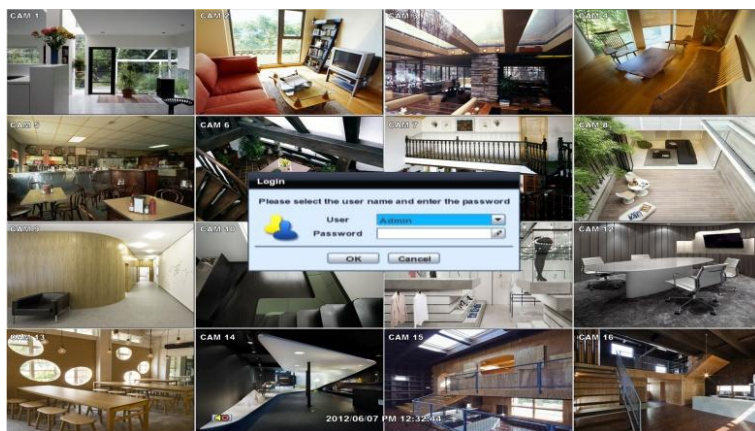 CAM 1
CAM 2
CAM 3
CAM 4
CAM 5
CAM 6
CAM 7
CAM 8
Login
Please select the user name and enter the password
User
Admin
Password
OK
Cancel
CAM 9
CAM 10
CAM 12
CAM 13
CAM 14
CAM 15
CAM 16
2012/06/07 PM 12:32:44